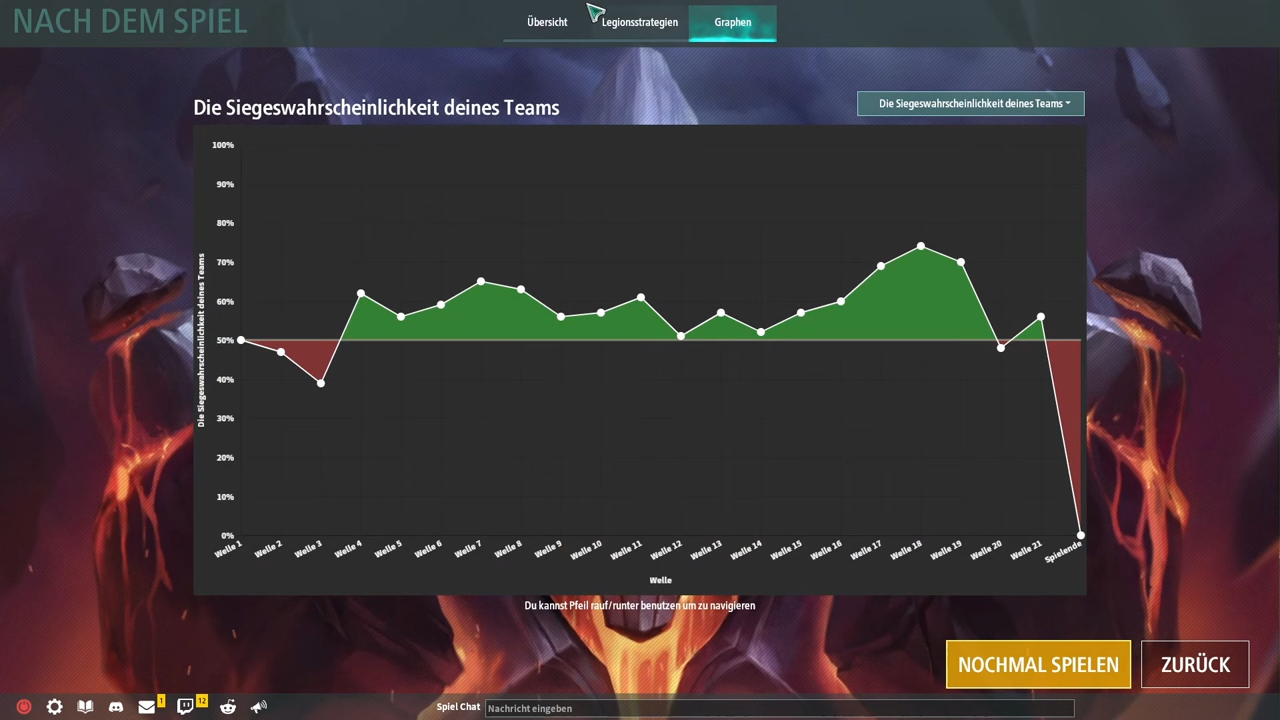 NACH DEM SPIEL
Übersicht
Legionsstrategien
Graphen
Die Siegeswahrscheinlichkeit deines Teams
Die Siegeswahrscheinlichkeit deines Teams
Die Siegeswahrscheinlichkeit deines Teams
100%
90%
80%
70%
60%
50%
40%
30%
20%
10%
0%
Welle 1
Welle 2
Welle 3
Welle 4
Welle 5
Welle 6
Welle 7
Welle 8
Welle 9
Welle 10
Welle 11
Welle 12
Welle 13
Welle 14
Welle 15
Welle 16
Welle 17
Welle 18
Welle 19
Welle 20
Welle 21
Spielende
Welle
Du kannst Pfeil rauf/runter benutzen um zu navigieren
NOCHMAL SPIELEN
ZURÜCK
1
12
Spiel Chat
Nachricht eingeben